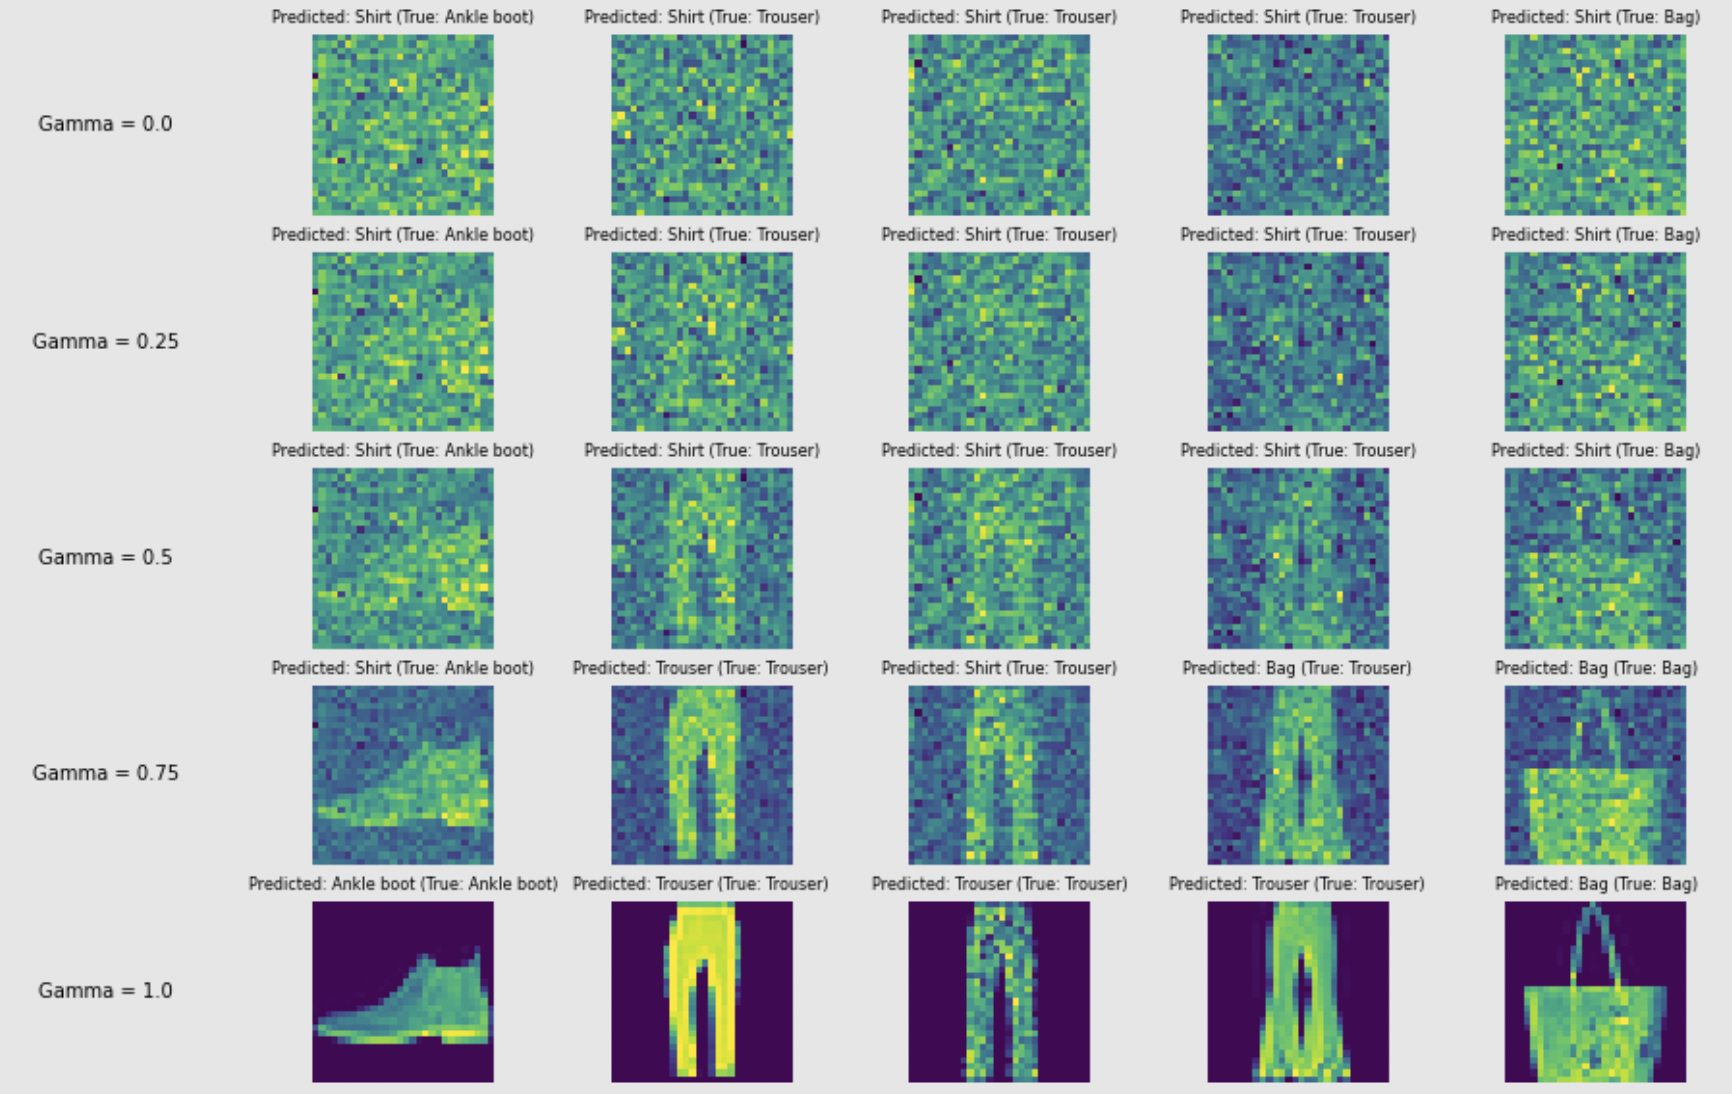 Predicted: Shirt (True: Ankle boot) Predicted: Shirt (True: Trouser) Predicted: Shirt (True: Trouser) Predicted: Shirt (True: Trouser) Predicted: Shirt (True: Bag)
Gamma = 0.0
Predicted: Shirt (True: Ankle boot) Predicted: Shirt (True: Trouser) Predicted: Shirt (True: Trouser) Predicted: Shirt (True: Trouser) Predicted: Shirt (True: Bag)
Gamma = 0.25
Predicted: Shirt (True: Ankle boot) Predicted: Shirt (True: Trouser) Predicted: Shirt (True: Trouser) Predicted: Shirt (True: Trouser) Predicted: Shirt (True: Bag)
Gamma = 0.5
Predicted: Shirt (True: Ankle boot) Predicted: Trouser (True: Trouser) Predicted: Shirt (True: Trouser) Predicted: Bag (True: Trouser) Predicted: Bag (True: Bag)
Gamma = 0.75
Predicted: Ankle boot (True: Ankle boot) Predicted: Trouser (True: Trouser) Predicted: Trouser (True: Trouser) Predicted: Trouser (True: Trouser) Predicted: Bag (True: Bag)
Gamma = 1.0